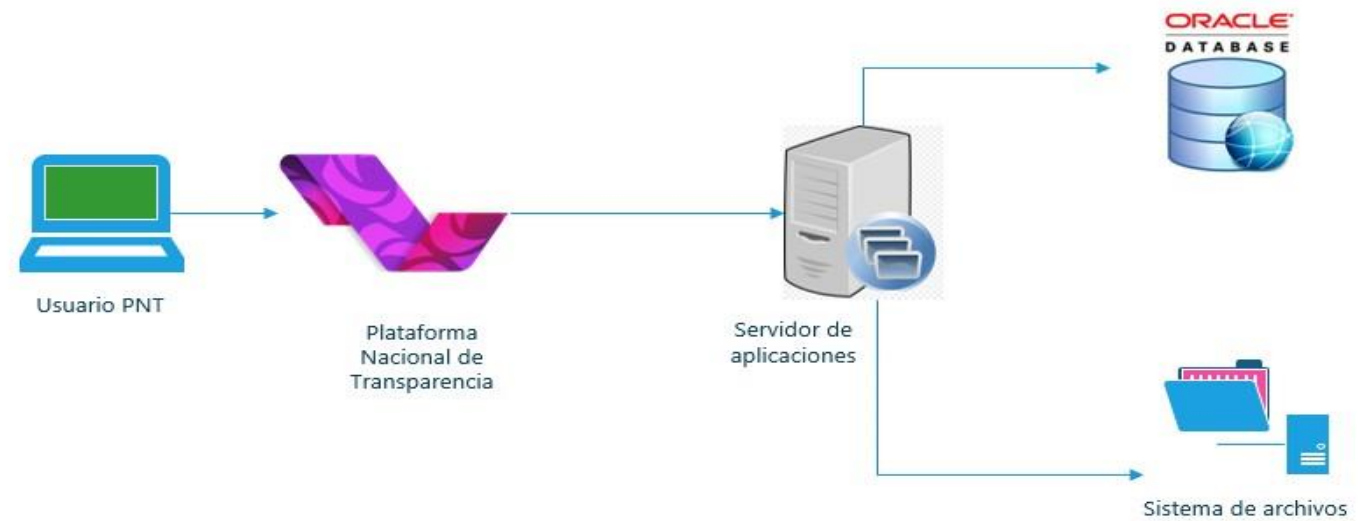 ORACLE
DATABASE
Usuario PNT
Plataforma
Nacional de
Transparencia
Servidor de
aplicaciones
Sistema de archivos